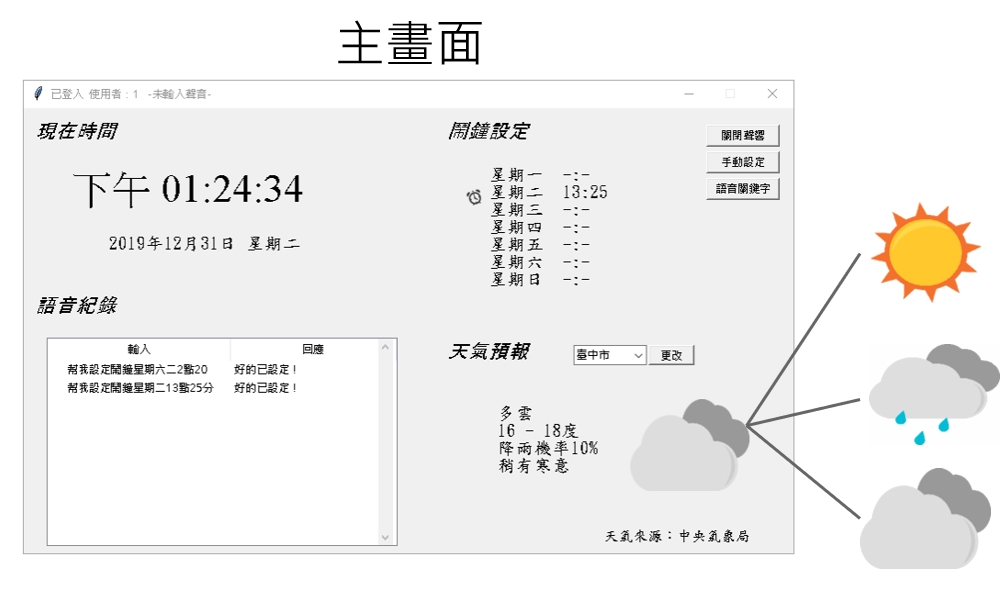 主畫面
已登入 使用者：1 -未輸入聲音-
現在時間
下午 01:24:34
2019年12月31日 星期二
鬧鐘設定
星期一 -:-
星期二 13:25
星期三 -:-
星期四 -:-
星期五 -:-
星期六 -:-
星期日 -:-
關閉聲響
手動設定
語音關鍵字
語音紀錄
輸入 回應
幫我設定鬧鐘星期六二2點20 好的已設定！
幫我設定鬧鐘星期二13點25分 好的已設定！
天氣預報
臺中市 更改
多雲
16 - 18度
降雨機率10%
稍有寒意
天氣來源：中央氣象局